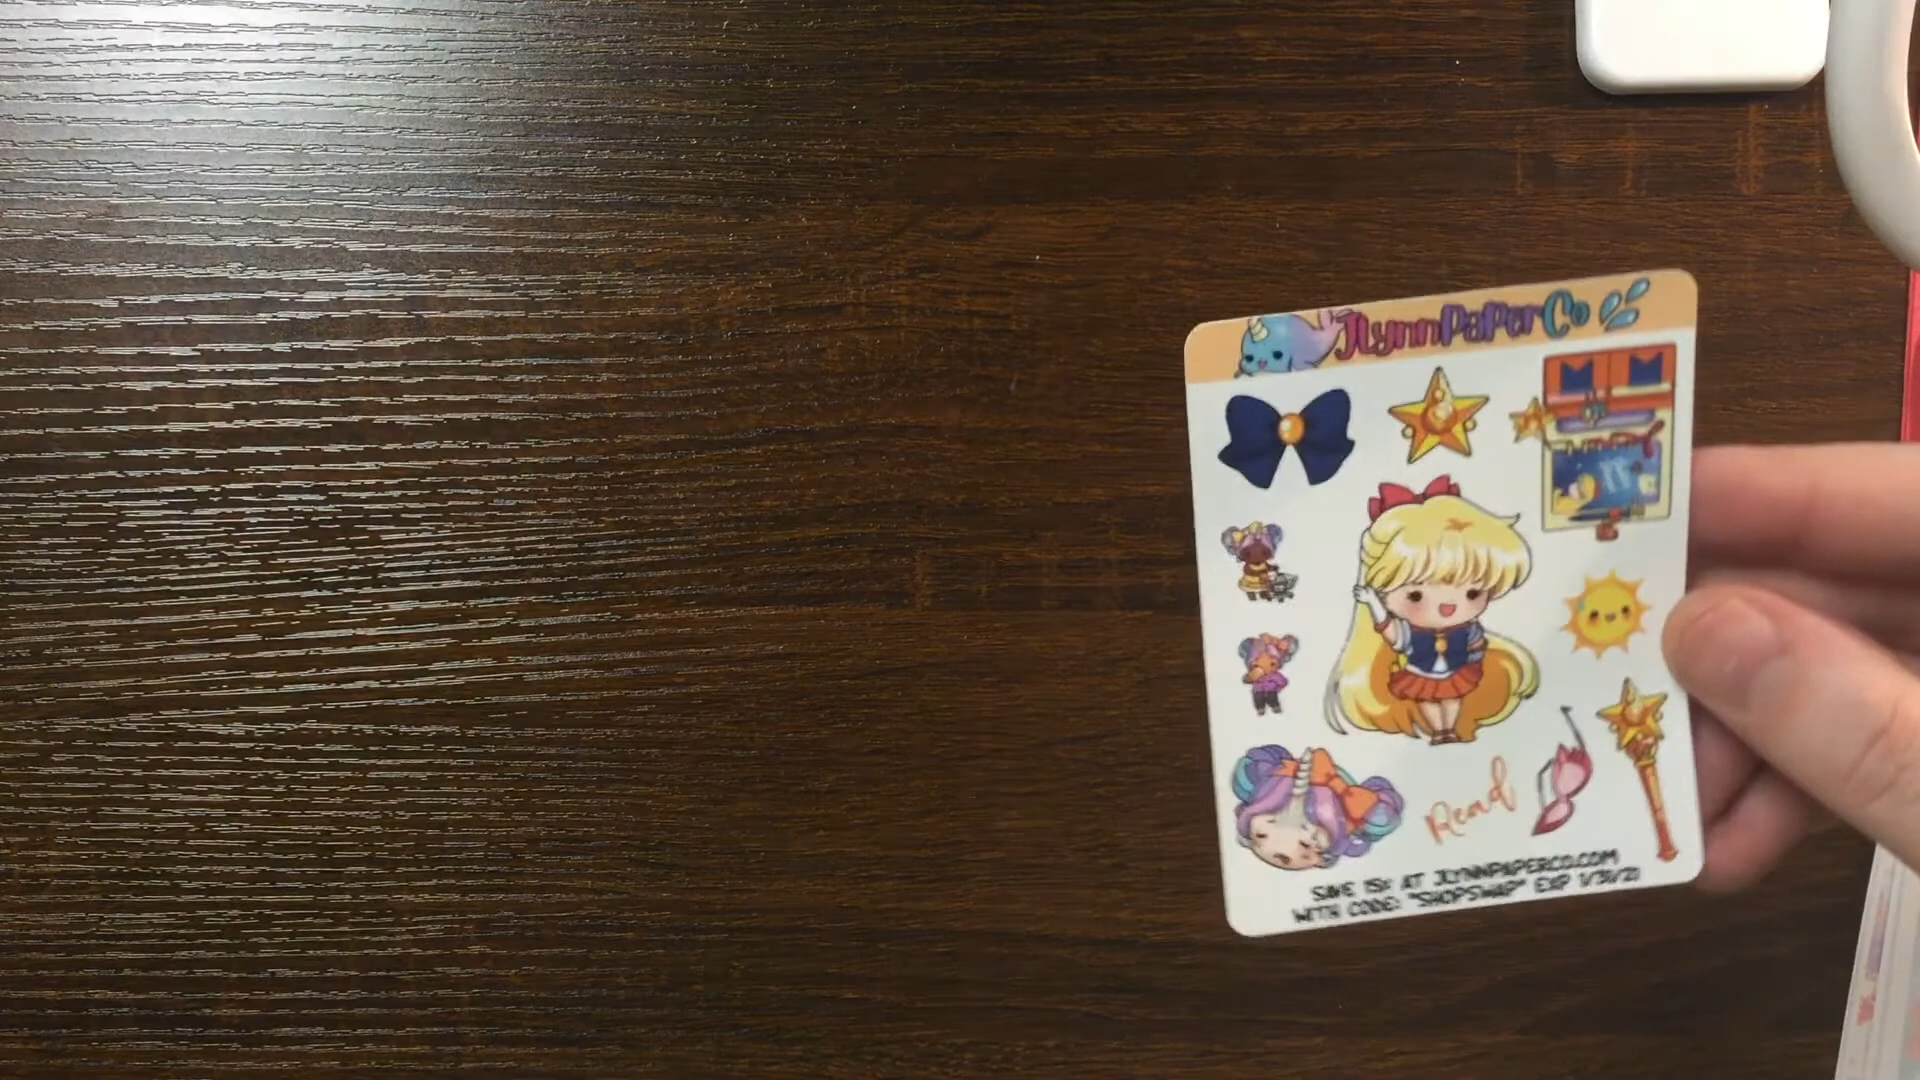 JLynnPaperCo
Read
SAVE 15% AT JLYNNPAPERCO.COM
WITH CODE: "SHOPSWAP" EXP 1/31/21